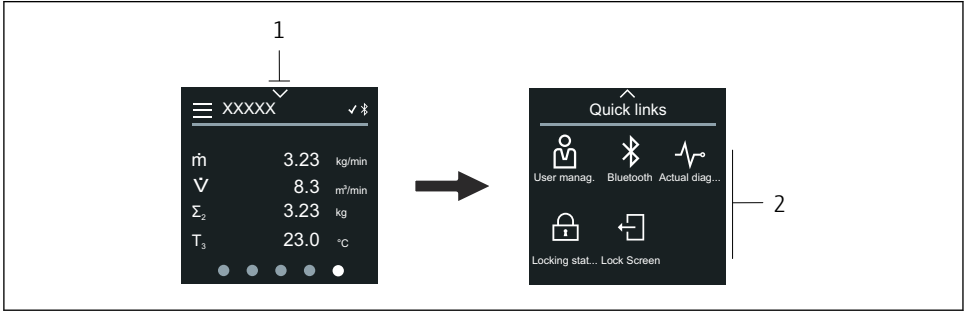 1
XXXXX
ṁ 3.23 kg/min
V̇ 8.3 m³/min
Σ₂ 3.23 kg
T₃ 23.0 °C
Quick links
User manag. Bluetooth Actual diag...
Locking stat... Lock Screen
2